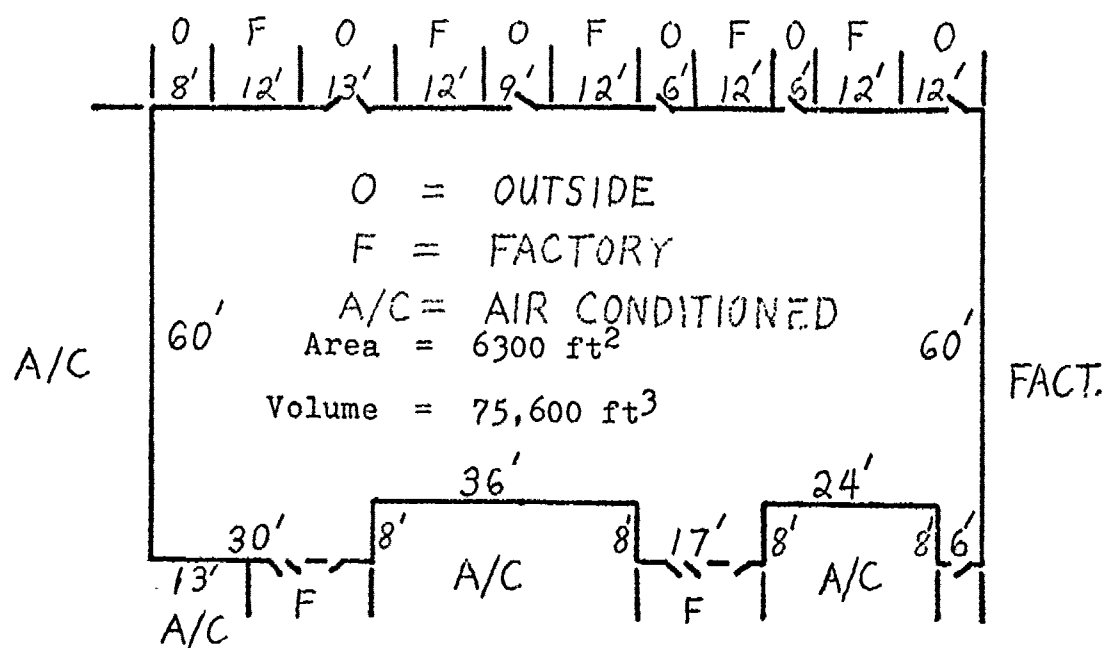 O F O F O F O F O F O
8' 12' 13' 12' 9' 12' 6' 12' 5' 12' 12'
O = OUTSIDE
F = FACTORY
A/C = AIR CONDITIONED
Area = 6300 ft²
Volume = 75,600 ft³
A/C
60'
60'
FACT.
36'
24'
30'
8'
8'
17'
8'
8'
6'
13'
A/C
F
A/C
F
A/C